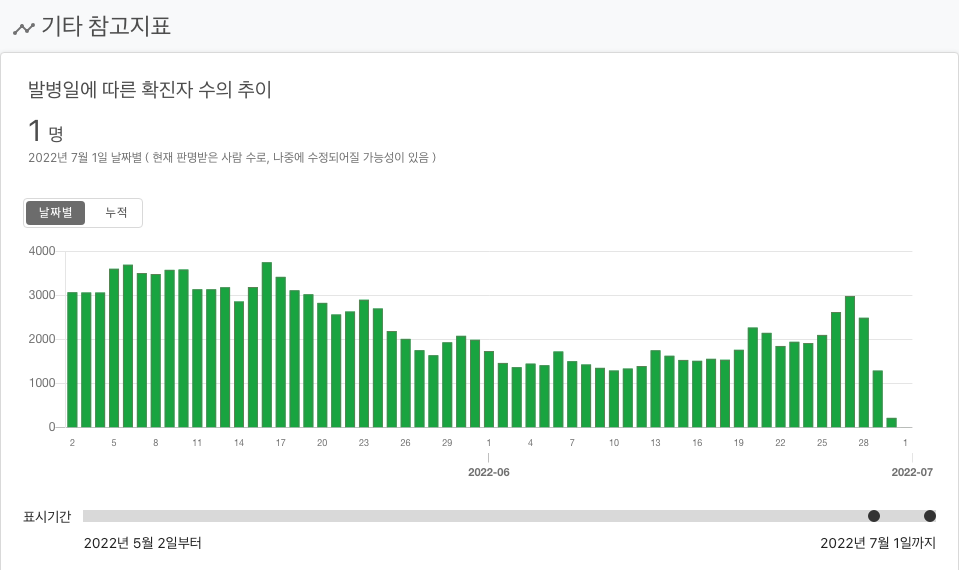 기타 참고지표
발병일에 따른 확진자 수의 추이
1 명
2022년 7월 1일 날짜별 ( 현재 판명받은 사람 수로, 나중에 수정되어질 가능성이 있음 )
날짜별 누적
4000
3000
2000
1000
0
2 5 8 11 14 17 20 23 26 29 1 4 7 10 13 16 19 22 25 28 1
2022-06 2022-07
표시기간
2022년 5월 2일부터 2022년 7월 1일까지